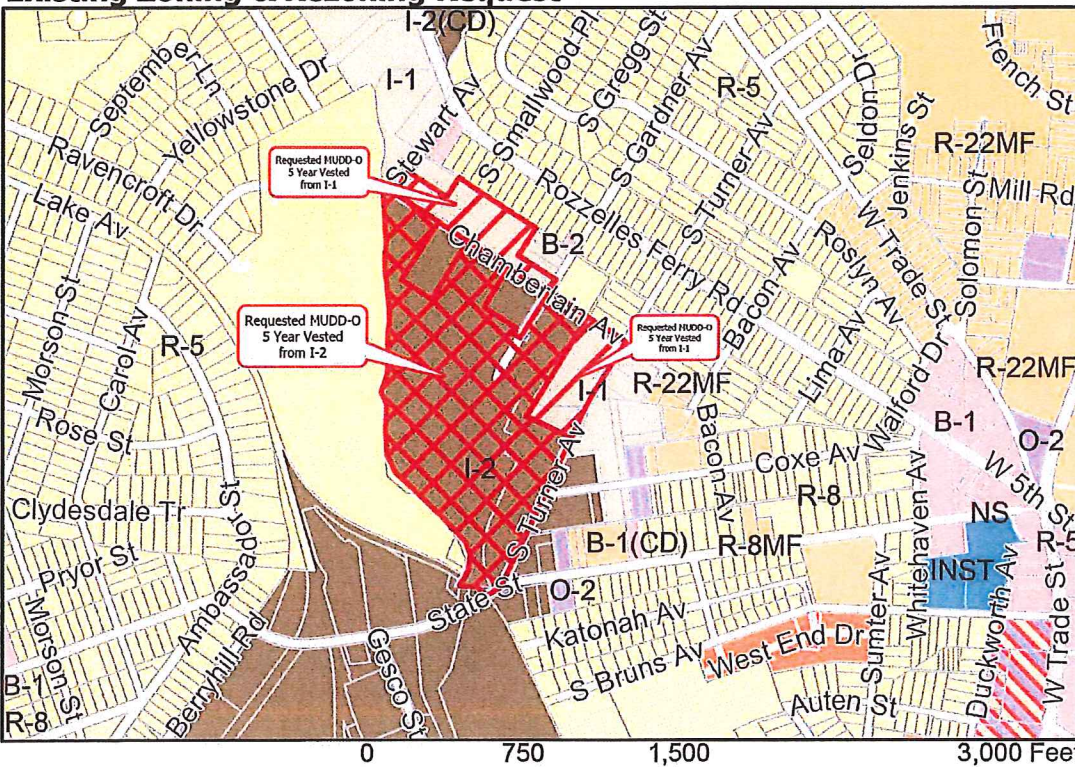 Existing Zoning & Rezoning Request
I-2(CD)
I-1
September Ln
Yellowstone Dr
Ravencroft Dr
Lake Av
Stewart Av
S Smallwood Pl
S Gregg St
S Gardner Av
R-5
S Turner Av
Seldon Dr
Jenkins St
French St
R-22MF
Mill Rd
Solomon St
W Trade St
Roslyn Av
Rozzelles Ferry Rd
Requested MUDD-O
5 Year Vested
from I-1
Chamberlain Av
B-2
Bacon Av
Lima Av
Walford Dr
Requested MUDD-O
5 Year Vested
from I-2
Requested MUDD-O
5 Year Vested
from I-1
I-1
R-22MF
R-22MF
B-1
O-2
Morson St
Carol Av
R-5
Rose St
I-2
S Turner Av
Bacon Av
Coxe Av
R-8
Whitehaven Av
W 5th St
NS
R-5
INST
Clydesdale Tr
Pryor St
Morson St
Ambassador St
Berryhill Rd
State St
Gesco St
B-1(CD)
R-8MF
O-2
Katonah Av
S Bruns Av
West End Dr
Sumter Av
Auten St
Duckworth Av
W Trade St
B-1
R-8
0
750
1,500
3,000 Feet